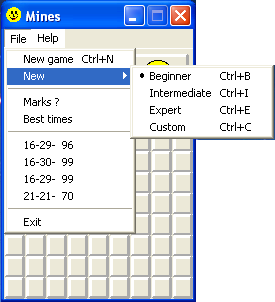 Mines
File Help
New game Ctrl+N
New
Marks ?
Best times
16-29- 96
16-30- 99
16-29- 99
21-21- 70
Exit
Beginner Ctrl+B
Intermediate Ctrl+I
Expert Ctrl+E
Custom Ctrl+C